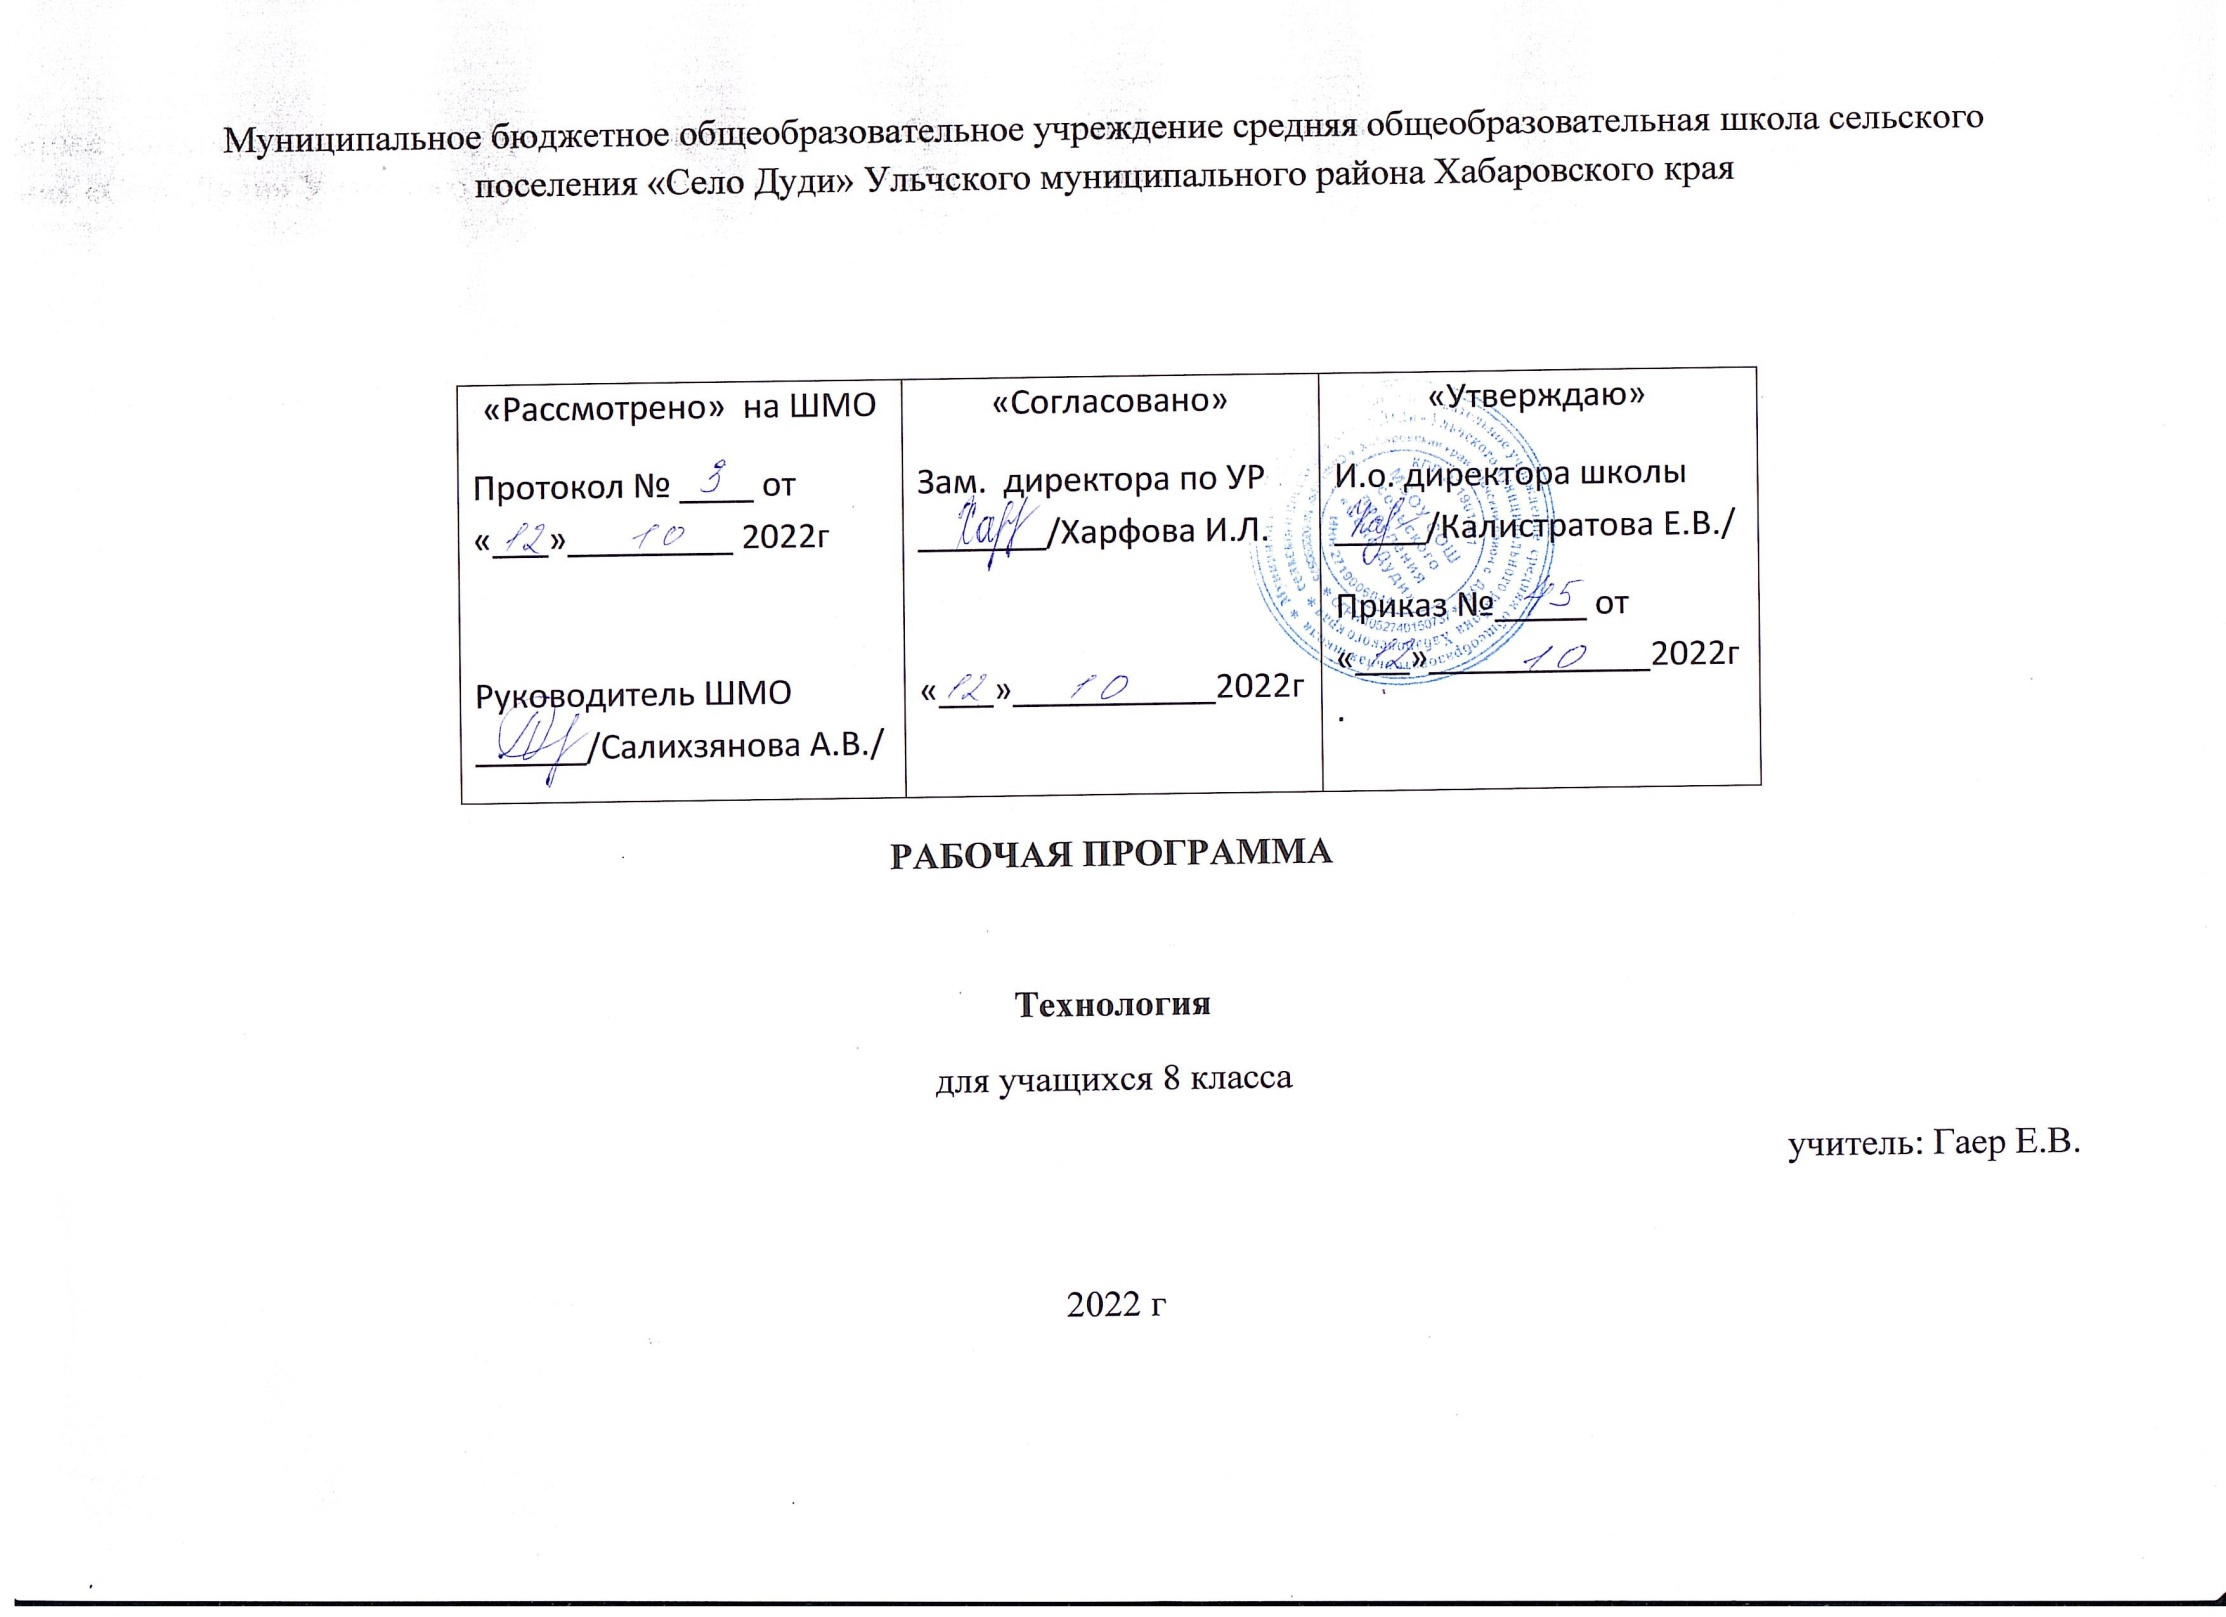 Муниципальное бюджетное общеобразовательное учреждение средняя общеобразовательная школа сельского
поселения «Село Дуди» Ульчского муниципального района Хабаровского края
«Рассмотрено» на ШМО
Протокол № 3 от
«12» 10 2022г
Руководитель ШМО
/Салихзянова А.В./
«Согласовано»
Зам. директора по УР
/Харфова И.Л.
«12» 10 2022г
«Утверждаю»
И.о. директора школы
/Калистратова Е.В./
Приказ № 45 от
«12» 10 2022г
.
РАБОЧАЯ ПРОГРАММА
Технология
для учащихся 8 класса
учитель: Гаер Е.В.
2022 г